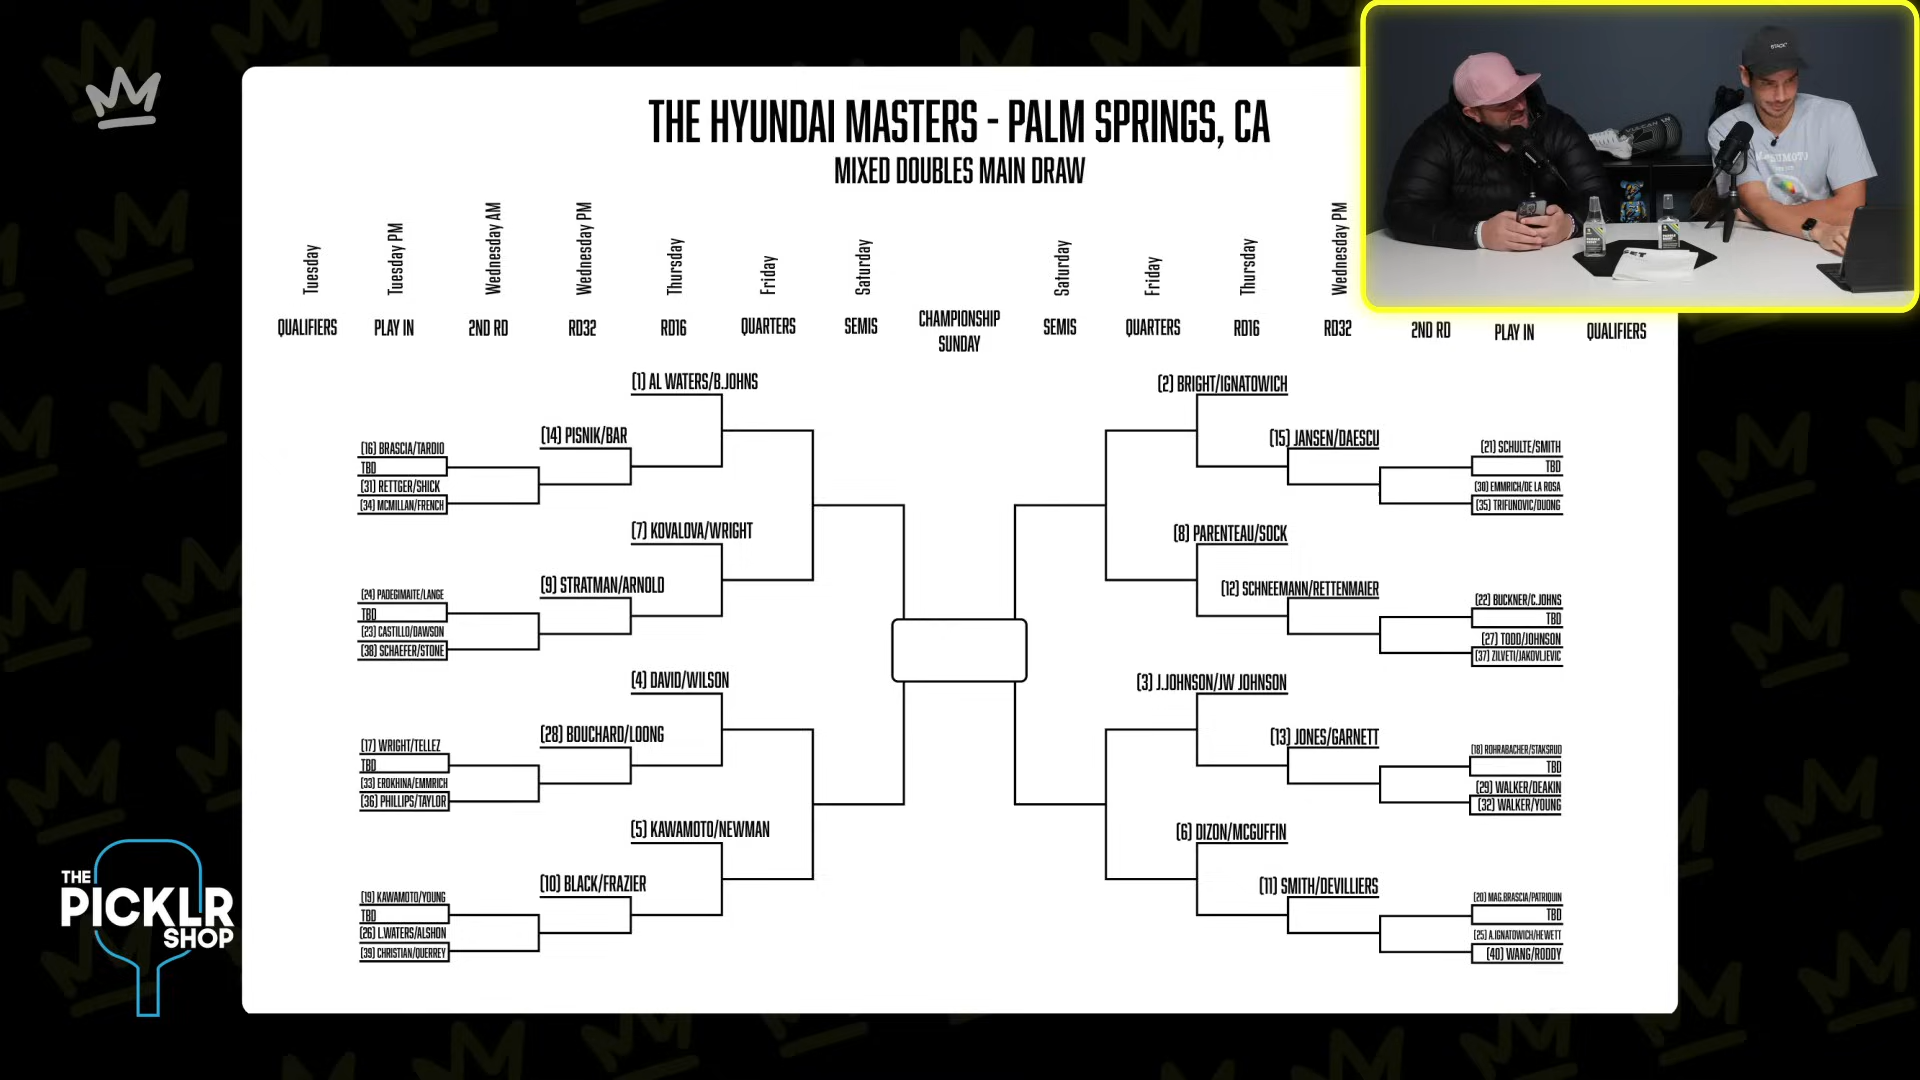 THE HYUNDAI MASTERS - PALM SPRINGS, CA
MIXED DOUBLES MAIN DRAW
Tuesday
Tuesday PM
Wednesday AM
Wednesday PM
Thursday
Friday
Saturday
Saturday
Friday
Thursday
Wednesday PM
QUALIFIERS
PLAY IN
2ND RD
RD32
RD16
QUARTERS
SEMIS
CHAMPIONSHIP
SUNDAY
SEMIS
QUARTERS
RD16
RD32
2ND RD
PLAY IN
QUALIFIERS
(1) AL WATERS/B.JOHNS
(14) PISNIK/BAR
(16) BRASCIA/TARDIO
TBD
(31) RETTGER/SHICK
(34) MCMILLAN/FRENCH
(7) KOVALOVA/WRIGHT
(9) STRATMAN/ARNOLD
(24) PADEGIMAITE/LANGE
TBD
(23) CASTILLO/DAWSON
(38) SCHAEFER/STONE
(4) DAVID/WILSON
(28) BOUCHARD/LOONG
(17) WRIGHT/TELLEZ
TBD
(33) EROKHINA/EMMRICH
(36) PHILLIPS/TAYLOR
(5) KAWAMOTO/NEWMAN
(10) BLACK/FRAZIER
(19) KAWAMOTO/YOUNG
TBD
(26) L.WATERS/ALSHON
(39) CHRISTIAN/QUERREY
(2) BRIGHT/IGNATOWICH
(15) JANSEN/DAESCU
(21) SCHULTE/SMITH
TBD
(30) EMMRICH/DE LA ROSA
(35) TRIFUNOVIC/DUONG
(8) PARENTEAU/SOCK
(12) SCHNEEMANN/RETTENMAIER
(22) BUCKNER/C.JOHNS
TBD
(27) TODD/JOHNSON
(37) ZILVETI/JAKOVLJEVIC
(3) J.JOHNSON/JW JOHNSON
(13) JONES/GARNETT
(18) ROHRABACHER/STAKSRUD
TBD
(29) WALKER/DEAKIN
(32) WALKER/YOUNG
(6) DIZON/MCGUFFIN
(11) SMITH/DEVILLIERS
(20) MAG.BRASCIA/PATRIQUIN
TBD
(25) A.IGNATOWICH/HEWETT
(40) WANG/RODDY
THE
PICKLR
SHOP
VULCAN